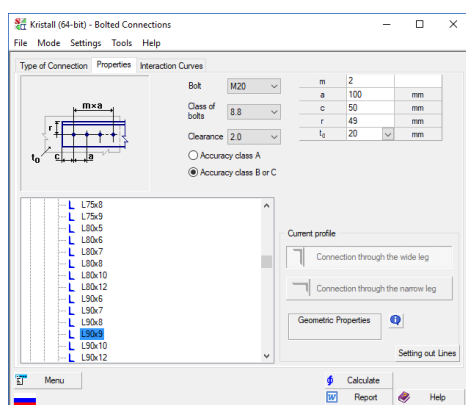 Kristall (64-bit) - Bolted Connections
File Mode Settings Tools Help
Type of Connection Properties Interaction Curves
m×a
r
t₀ c a
Bolt M20
Class of bolts 8.8
Clearance 2.0
Accuracy class A
Accuracy class B or C
m 2
a 100 mm
c 50 mm
r 49 mm
t₀ 20 mm
L75x8
L75x9
L80x5
L80x6
L80x7
L80x8
L80x10
L80x12
L90x6
L90x7
L90x8
L90x9
L90x10
L90x12
Current profile
Connection through the wide leg
Connection through the narrow leg
Geometric Properties
Setting out Lines
Menu
Calculate
Report
Help